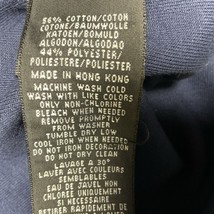 56% COTTON/COTON
COTONE/BAUMWOLLE
KATOEN/BOMULD
ALGODON/ALGODAO
44% POLYESTER/
POLIESTERE/POLIESTER
MADE IN HONG KONG
MACHINE WASH COLD
WASH WITH LIKE COLORS
ONLY NON-CHLORINE
BLEACH WHEN NEEDED
REMOVE PROMPTLY
FROM WASHER
TUMBLE DRY LOW
COOL IRON WHEN NEEDED
DO NOT IRON DECORATION
DO NOT DRY CLEAN
LAVAGE A 30°
LAVER AVEC COULEURS
SEMBLABLES
EAU DE JAVEL NON
CHLOREE UNIQUEMENT
SI NECESSAIRE
RETIRER RAPIDEMENT DE